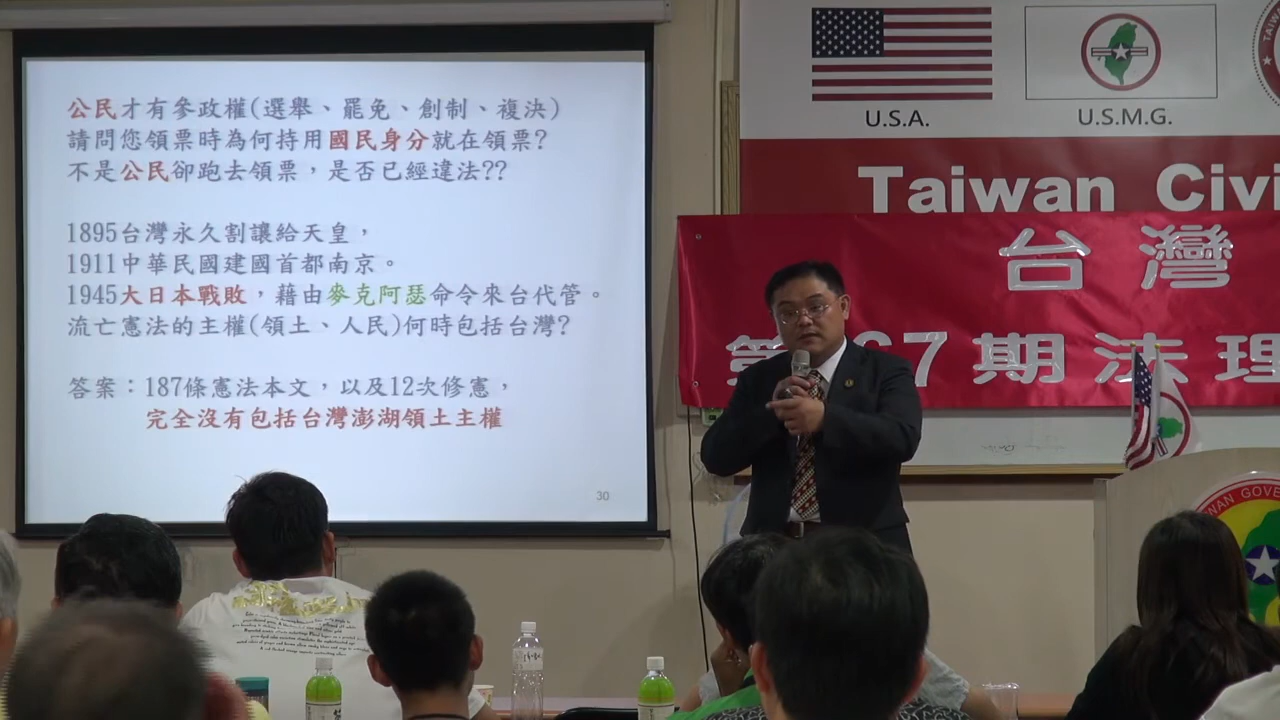 公民才有參政權(選舉、罷免、創制、複決)
請問您領票時為何持用國民身分就在領票?
不是公民卻跑去領票，是否已經違法??
1895台灣永久割讓給天皇，
1911中華民國建國首都南京。
1945大日本戰敗，藉由麥克阿瑟命令來台代管。
流亡憲法的主權(領土、人民)何時包括台灣?
答案：187條憲法本文，以及12次修憲，
完全沒有包括台灣澎湖領土主權
30
U.S.A.
U.S.M.G.
Taiwan Civi
台灣
第67期法理